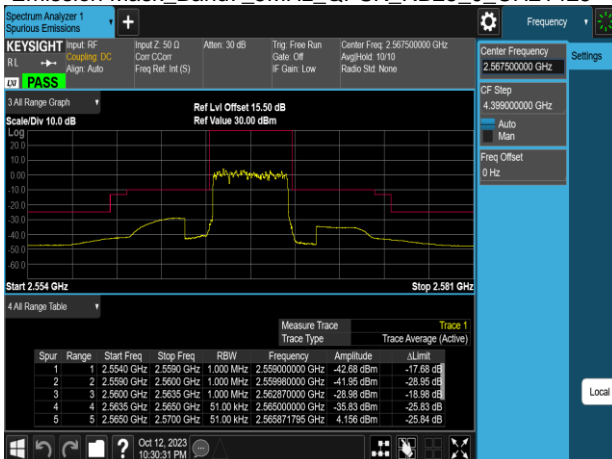 Spectrum Analyzer 1
Spurious Emissions
Frequency
KEYSIGHT
RL
Input: RF
Coupling: DC
Align: Auto
Input Z: 50 Ω
Corr CCorr
Freq Ref: Int (S)
Atten: 30 dB
Trig: Free Run
Gate: Off
IF Gain: Low
Center Freq: 2.567500000 GHz
Avg|Hold: 10/10
Radio Std: None
LXI
PASS
Center Frequency
2.567500000 GHz
Settings
CF Step
4.399000000 GHz
Auto
Man
Freq Offset
0 Hz
3 All Range Graph
Scale/Div 10.0 dB
Ref Lvl Offset 15.50 dB
Ref Value 30.00 dBm
Log
20.0
10.0
0.00
-10.0
-20.0
-30.0
-40.0
-50.0
-60.0
Start 2.554 GHz
Stop 2.581 GHz
4 All Range Table
Measure Trace Trace 1
Trace Type Trace Average (Active)
Spur Range Start Freq Stop Freq RBW Frequency Amplitude ΔLimit
1 1 2.5540 GHz 2.5590 GHz 1.000 MHz 2.559000000 GHz -42.68 dBm -17.68 dB
2 2 2.5590 GHz 2.5600 GHz 1.000 MHz 2.559980000 GHz -41.95 dBm -28.95 dB
3 3 2.5600 GHz 2.5635 GHz 1.000 MHz 2.562870000 GHz -28.98 dBm -18.98 dB
4 4 2.5635 GHz 2.5650 GHz 51.00 kHz 2.565000000 GHz -35.83 dBm -25.83 dB
5 5 2.5650 GHz 2.5700 GHz 51.00 kHz 2.565871795 GHz 4.156 dBm -25.84 dB
Local
?
Oct 12, 2023
10:30:31 PM